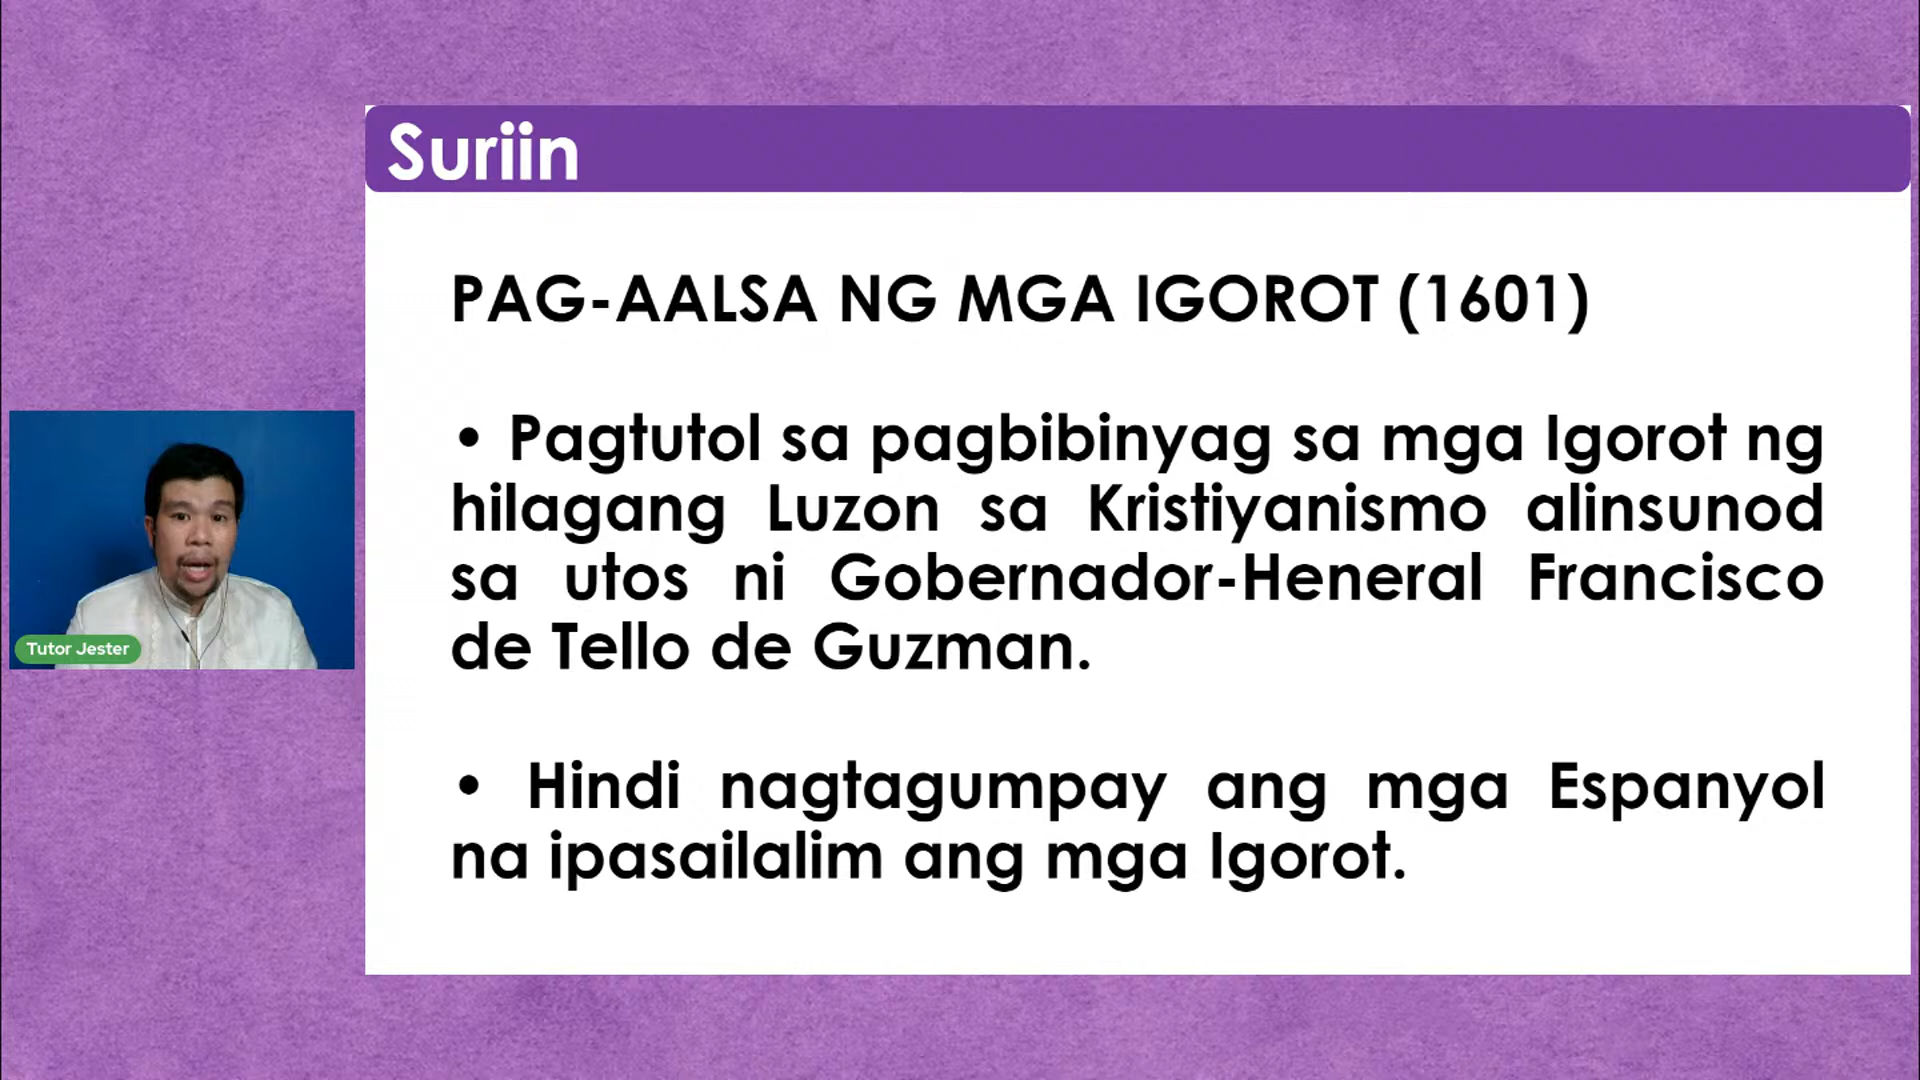 Suriin
PAG-AALSA NG MGA IGOROT (1601)
• Pagtutol sa pagbibinyag sa mga Igorot ng
hilagang Luzon sa Kristiyanismo alinsunod
sa utos ni Gobernador-Heneral Francisco
de Tello de Guzman.
• Hindi nagtagumpay ang mga Espanyol
na ipasailalim ang mga Igorot.
Tutor Jester